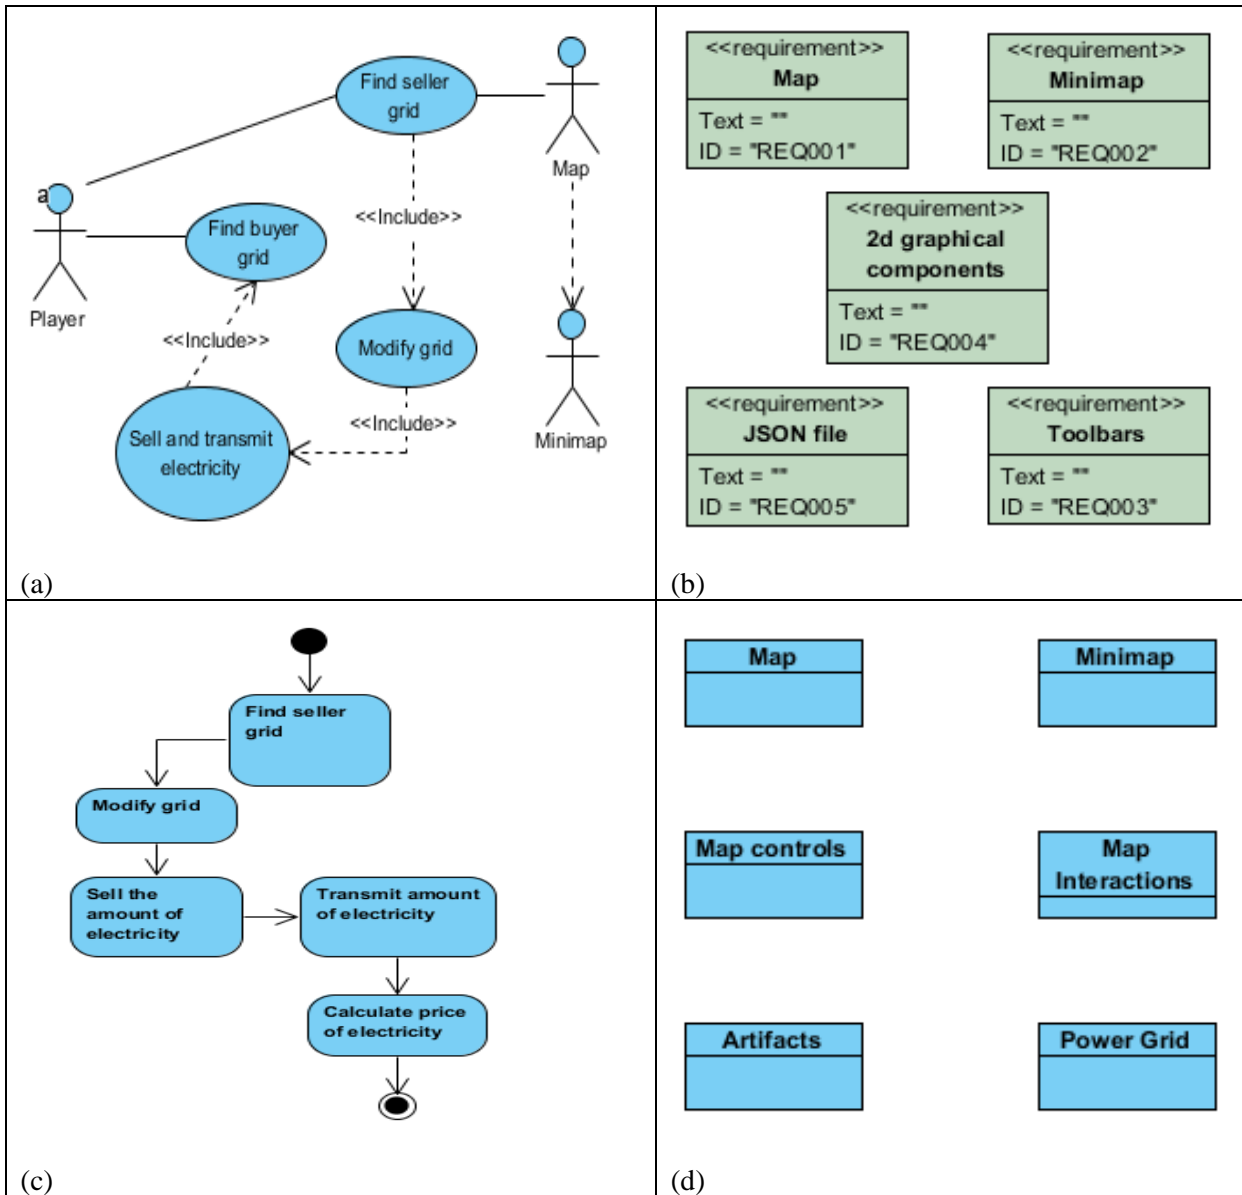 Find seller
grid
Map
a
<<Include>>
Find buyer
grid
Player
<<Include>>
Modify grid
<<Include>>
Sell and transmit
electricity
Minimap
(a)
<<requirement>>
Map
Text = ""
ID = "REQ001"
<<requirement>>
Minimap
Text = ""
ID = "REQ002"
<<requirement>>
2d graphical
components
Text = ""
ID = "REQ004"
<<requirement>>
JSON file
Text = ""
ID = "REQ005"
<<requirement>>
Toolbars
Text = ""
ID = "REQ003"
(b)
Find seller
grid
Modify grid
Sell the
amount of
electricity
Transmit amount
of electricity
Calculate price
of electricity
(c)
Map
Minimap
Map controls
Map
Interactions
Artifacts
Power Grid
(d)